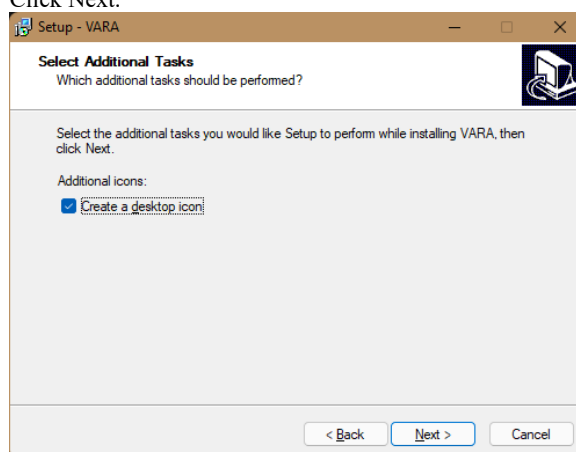 Click Next.
Setup - VARA
Select Additional Tasks
Which additional tasks should be performed?
Select the additional tasks you would like Setup to perform while installing VARA, then
click Next.
Additional icons:
Create a desktop icon
< Back Next > Cancel